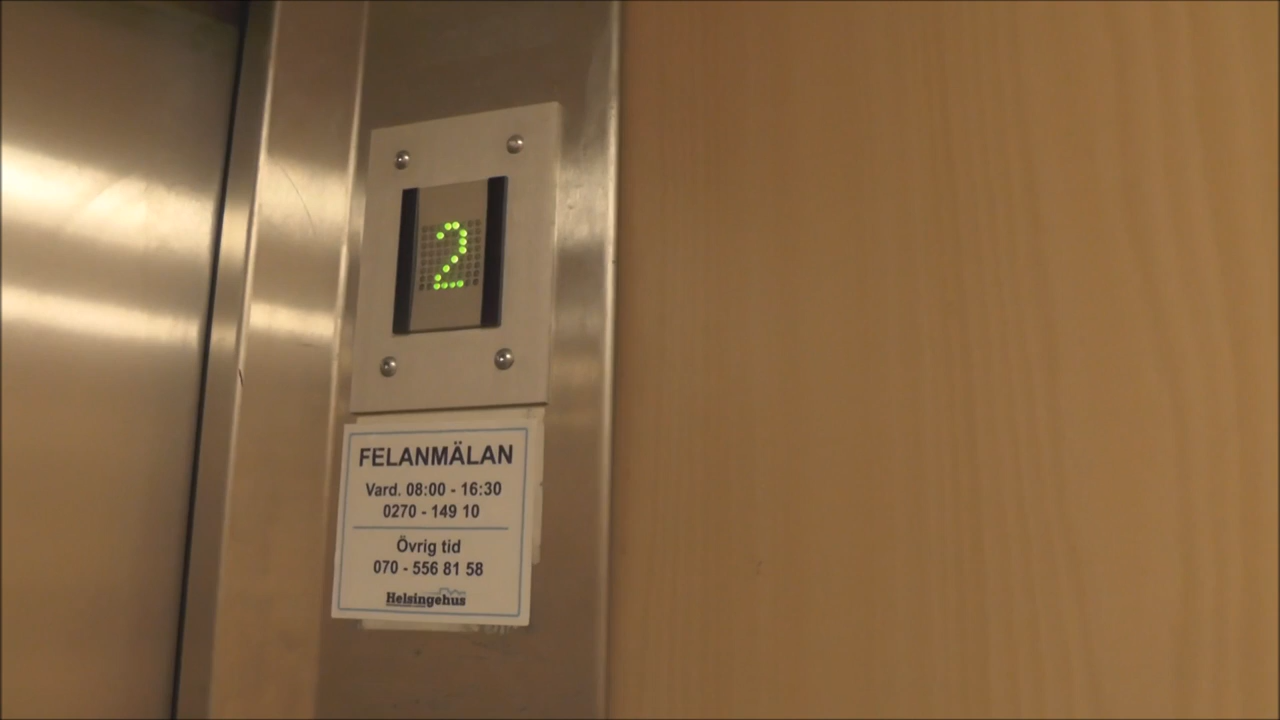 2
FELANMÄLAN
Vard. 08:00 - 16:30
0270 - 149 10
Övrig tid
070 - 556 81 58
Helsingehus